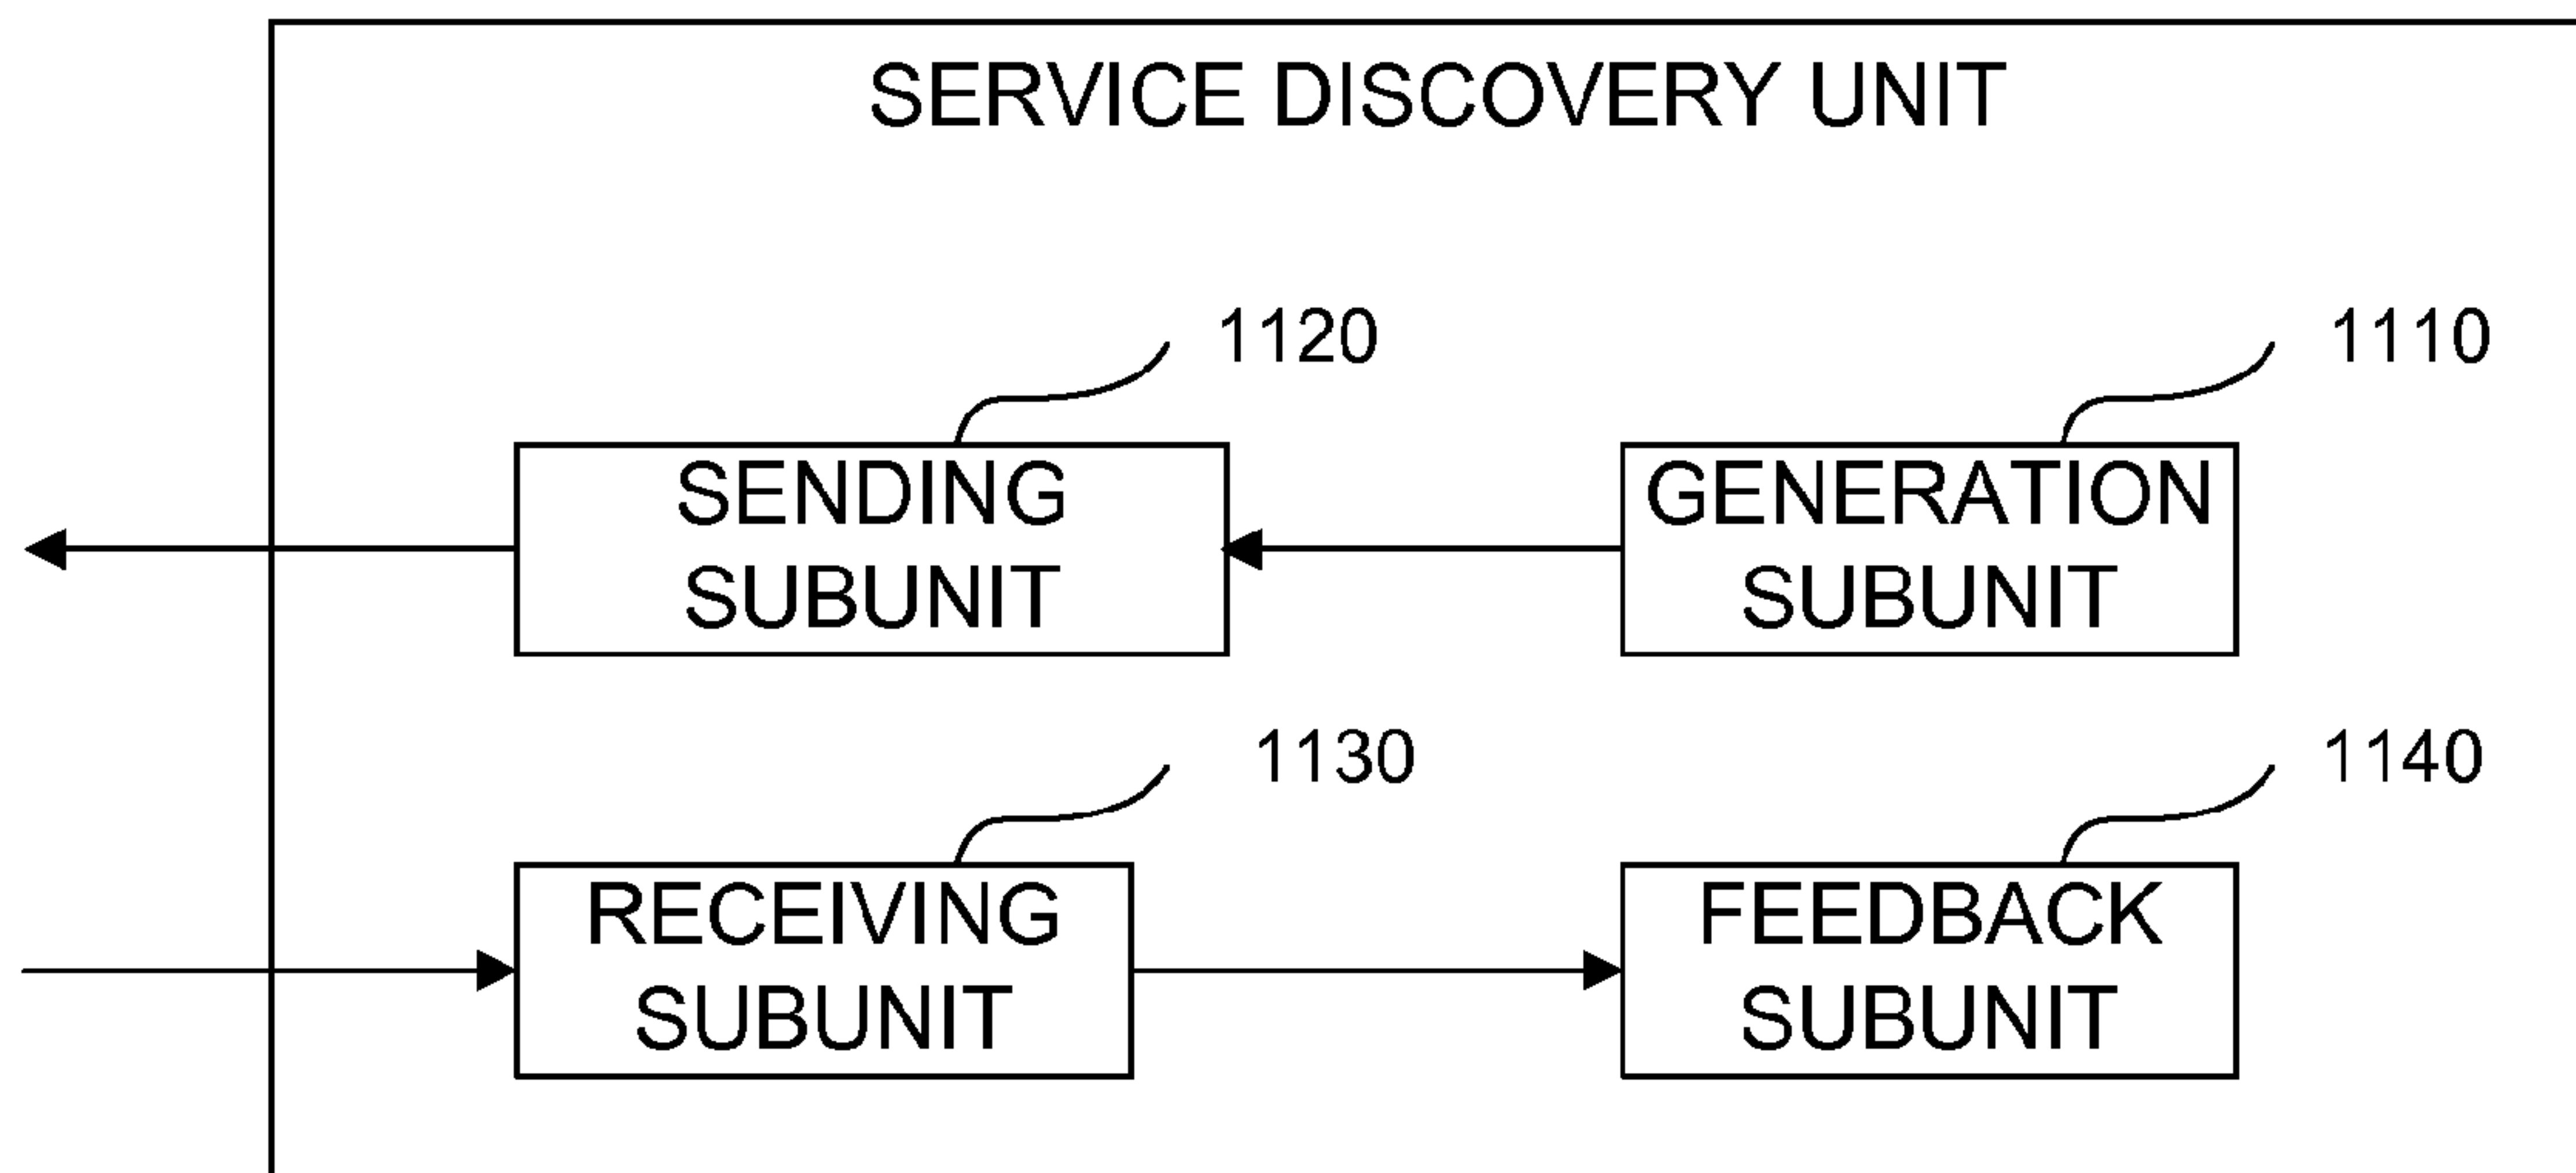 SERVICE DISCOVERY UNIT
1120
1110
SENDING
SUBUNIT
GENERATION
SUBUNIT
1130
1140
RECEIVING
SUBUNIT
FEEDBACK
SUBUNIT